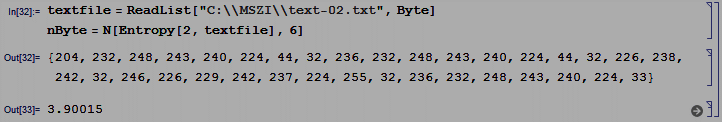 In[32]:= textfile = ReadList["C:\\MSZI\\text-02.txt", Byte]
nByte = N[Entropy[2, textfile], 6]
Out[32]= {204, 232, 248, 243, 240, 224, 44, 32, 236, 232, 248, 243, 240, 224, 44, 32, 226, 238,
242, 32, 246, 226, 229, 242, 237, 224, 255, 32, 236, 232, 248, 243, 240, 224, 33}
Out[33]= 3.90015